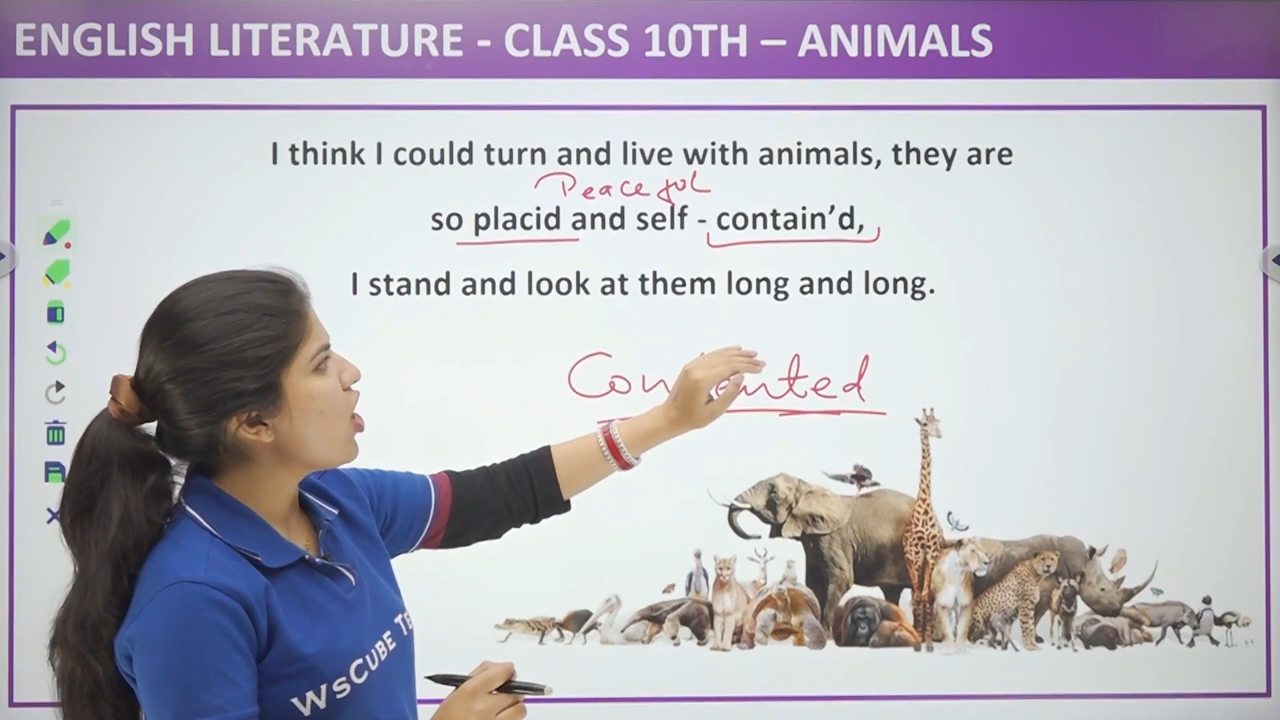 ENGLISH LITERATURE - CLASS 10TH – ANIMALS
I think I could turn and live with animals, they are
Peaceful
so placid and self - contain’d,
I stand and look at them long and long.
WSCUBE TE